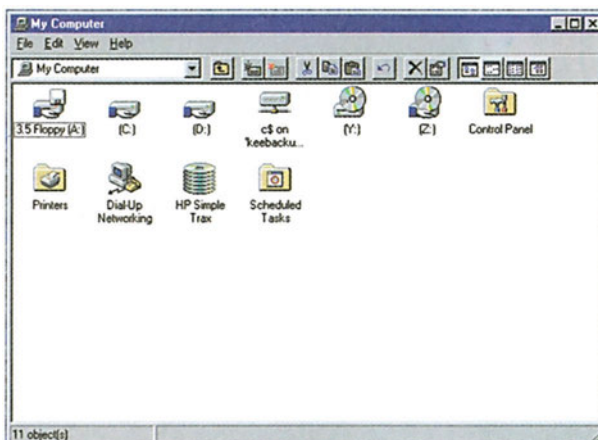 My Computer
File Edit View Help
My Computer
3.5 Floppy (A:) (C:) (D:) c$ on 'keebacku... (Y:) (Z:) Control Panel
Printers Dial-Up Networking HP Simple Trax Scheduled Tasks
11 object(s)